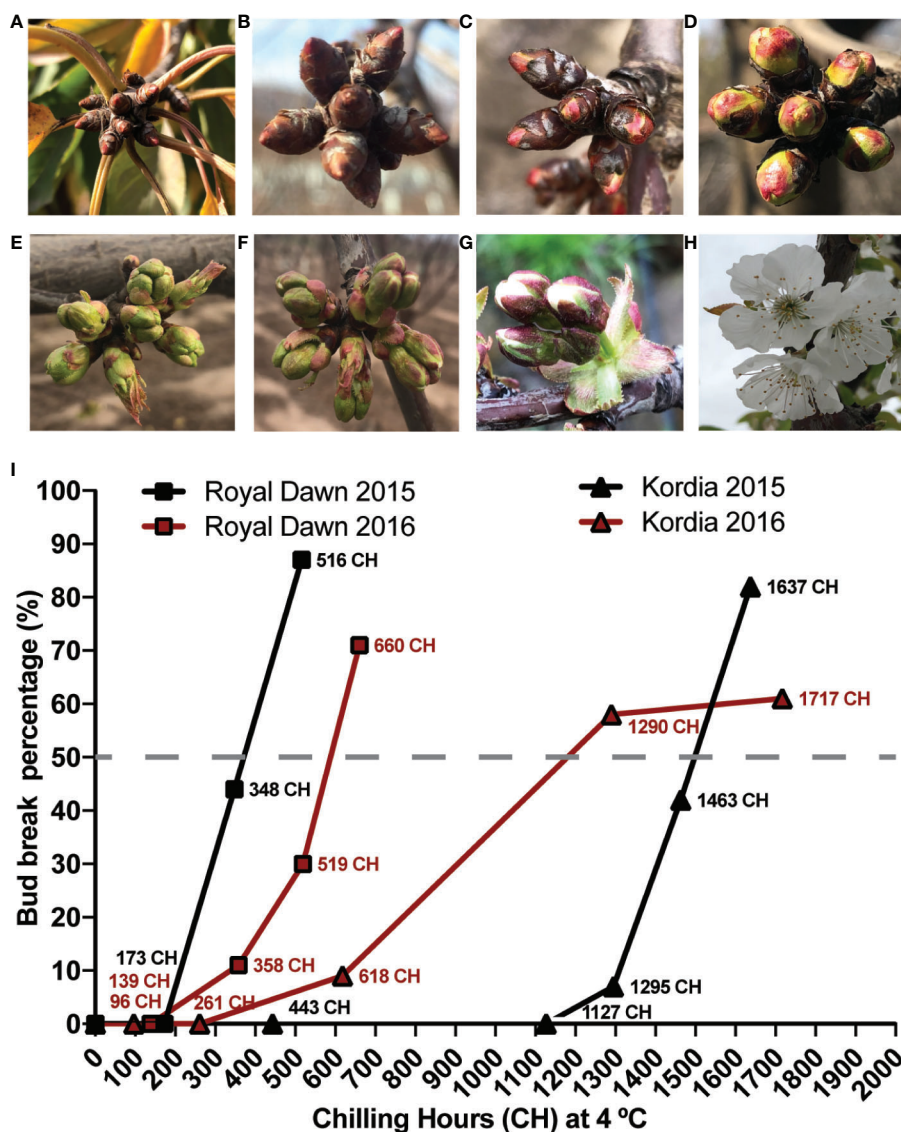 A
B
C
D
E
F
G
H
I
Royal Dawn 2015
Royal Dawn 2016
Kordia 2015
Kordia 2016
Bud break percentage (%)
100
90
80
70
60
50
40
30
20
10
0
516 CH
660 CH
348 CH
519 CH
358 CH
173 CH
139 CH
96 CH
261 CH
443 CH
618 CH
1127 CH
1295 CH
1463 CH
1290 CH
1637 CH
1717 CH
0
100
200
300
400
500
600
700
800
900
1000
1100
1200
1300
1400
1500
1600
1700
1800
1900
2000
Chilling Hours (CH) at 4 ºC